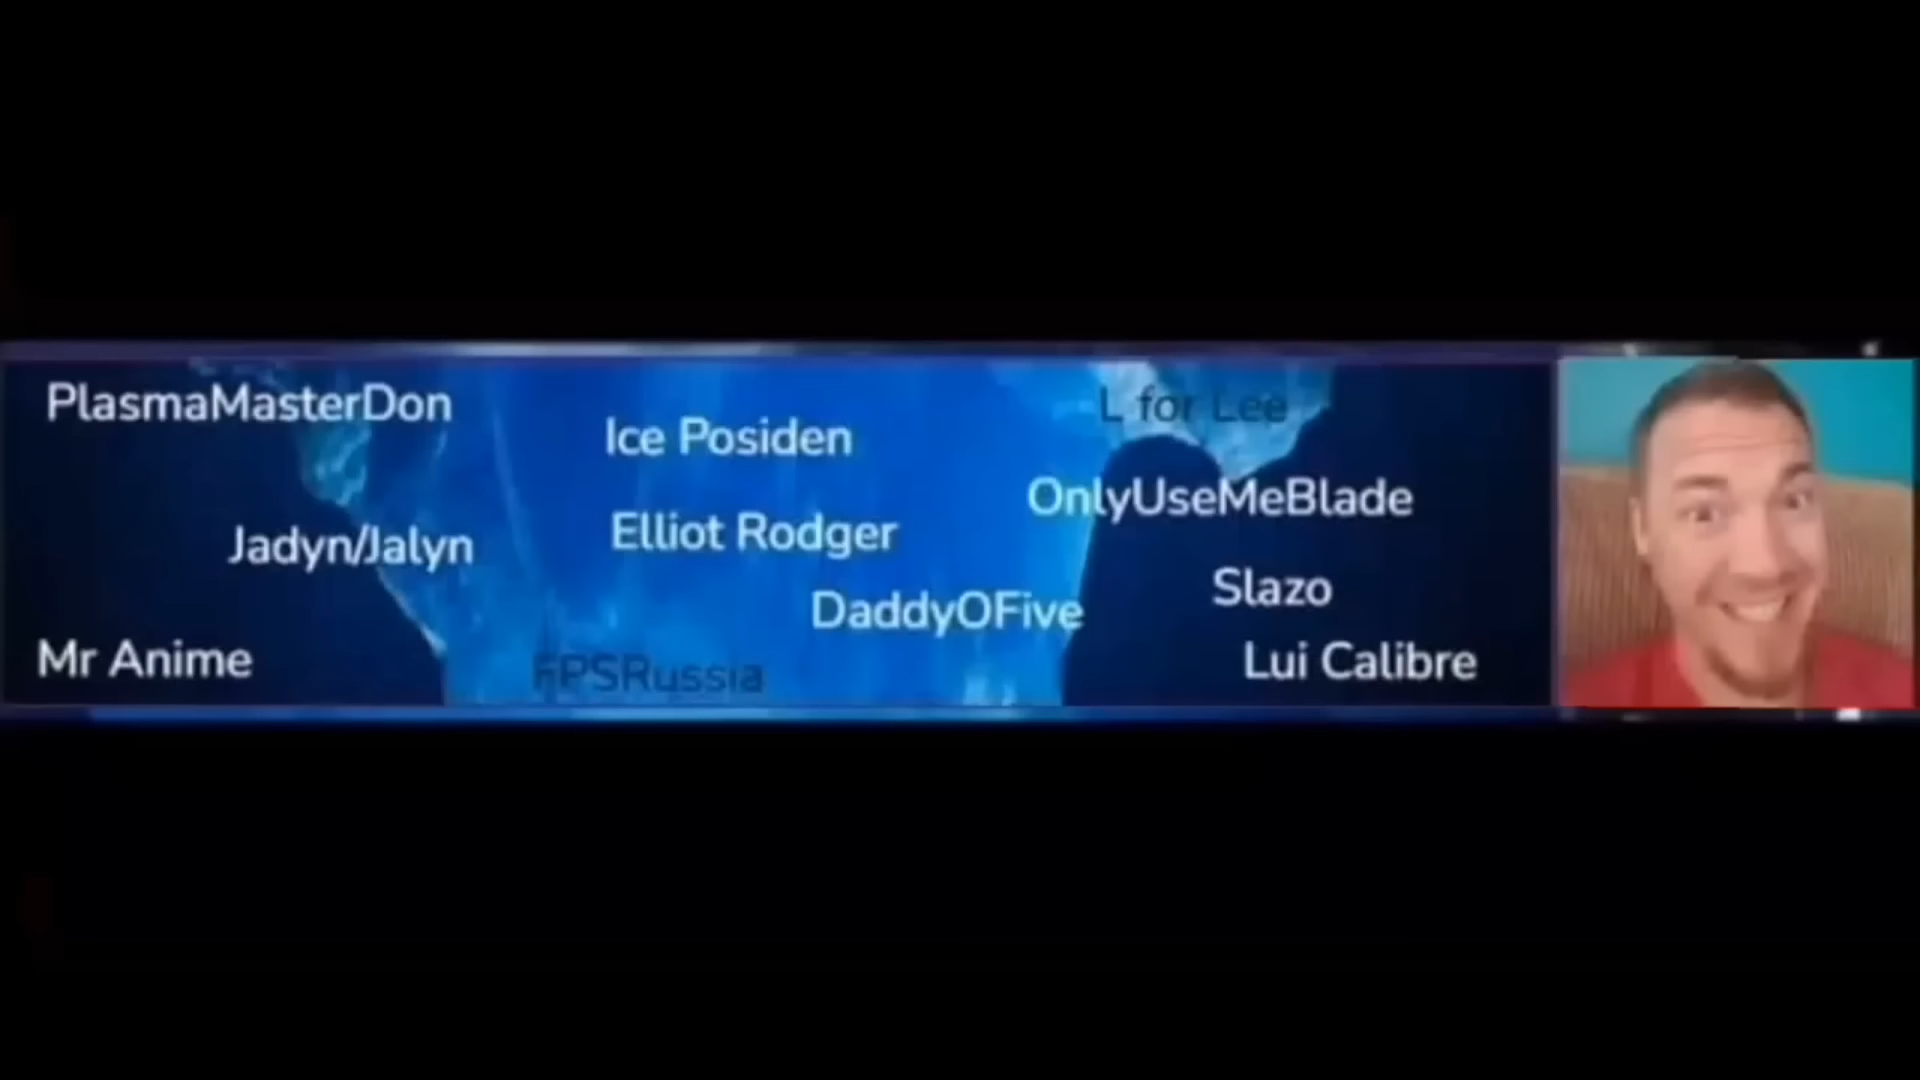 PlasmaMasterDon
Ice Posiden
L for Lee
OnlyUseMeBlade
Elliot Rodger
Jadyn/Jalyn
Slazo
DaddyOFive
Mr Anime
FPSRussia
Lui Calibre